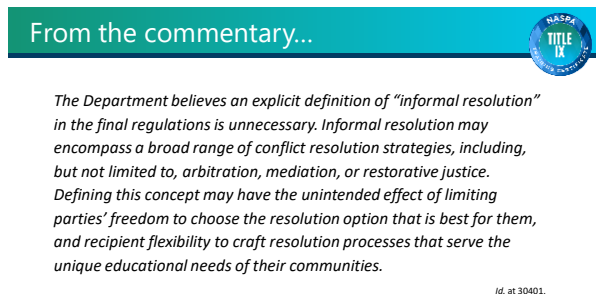 From the commentary…
NASPA
TITLE
IX
TRAINING CERTIFICATE
The Department believes an explicit definition of “informal resolution”
in the final regulations is unnecessary. Informal resolution may
encompass a broad range of conflict resolution strategies, including,
but not limited to, arbitration, mediation, or restorative justice.
Defining this concept may have the unintended effect of limiting
parties’ freedom to choose the resolution option that is best for them,
and recipient flexibility to craft resolution processes that serve the
unique educational needs of their communities.
Id. at 30401.